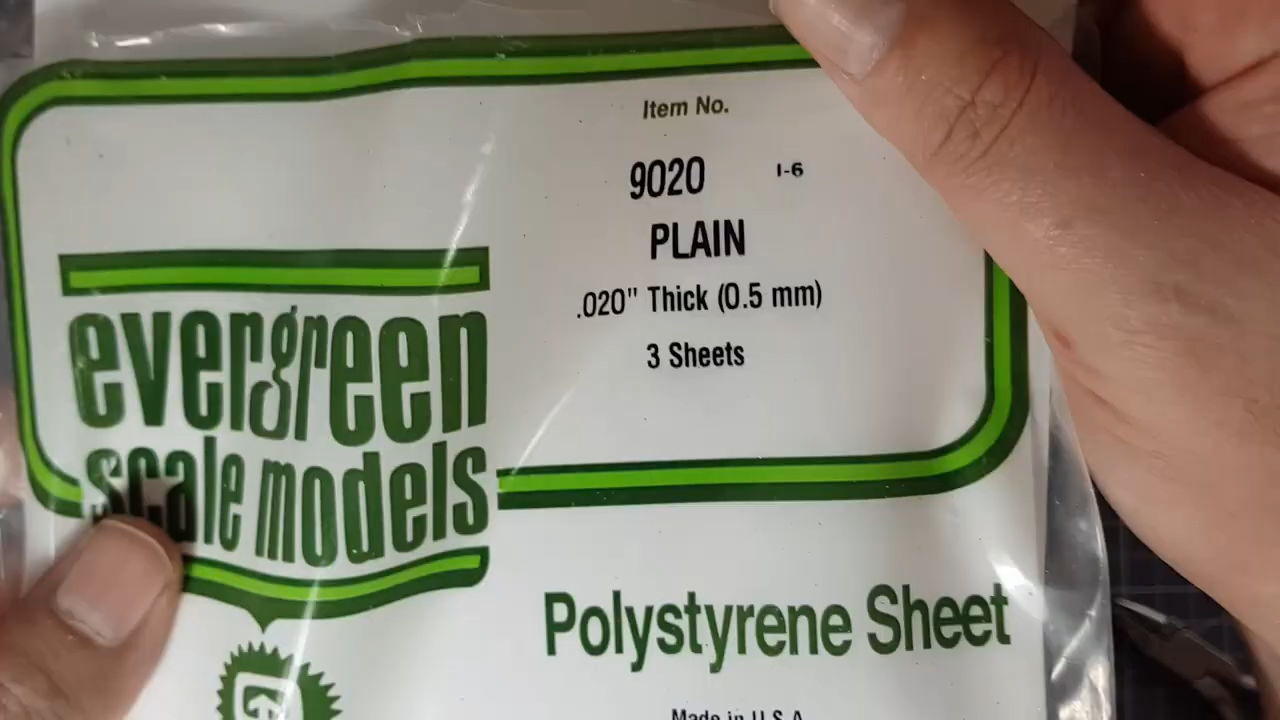 Item No.
9020 I-6
PLAIN
.020" Thick (0.5 mm)
3 Sheets
evergreen
scale models
Polystyrene Sheet
Made in U.S.A.